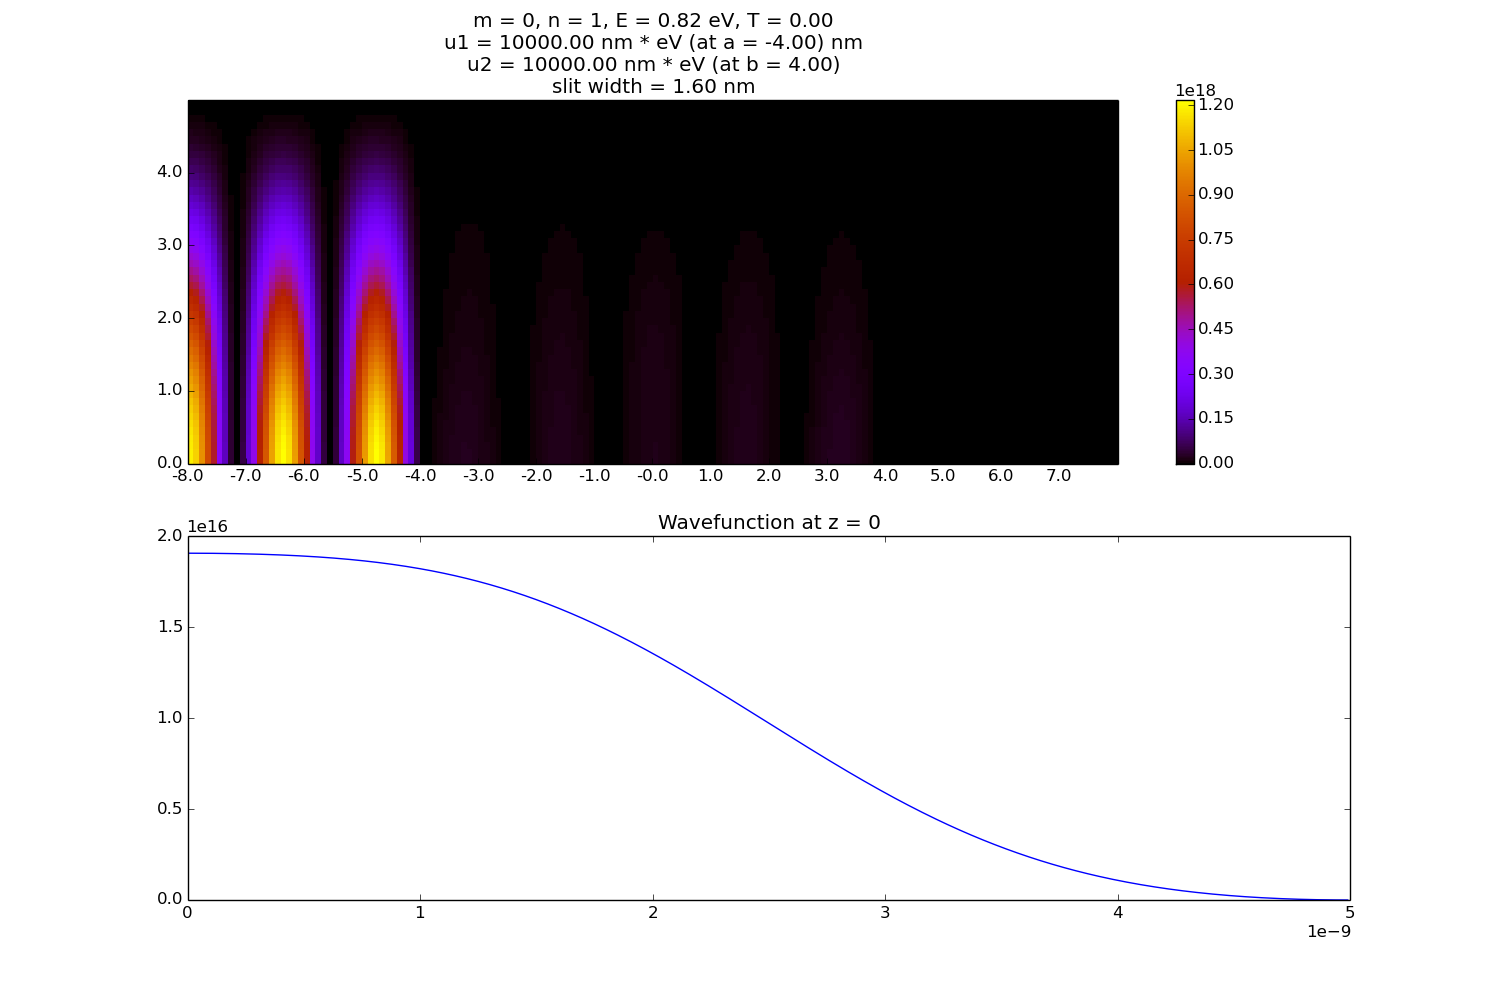 m = 0, n = 1, E = 0.82 eV, T = 0.00
u1 = 10000.00 nm * eV (at a = -4.00) nm
u2 = 10000.00 nm * eV (at b = 4.00)
slit width = 1.60 nm
1e18
1.20
1.05
0.90
0.75
0.60
0.45
0.30
0.15
0.00
4.0
3.0
2.0
1.0
0.0
-8.0 -7.0 -6.0 -5.0 -4.0 -3.0 -2.0 -1.0 -0.0 1.0 2.0 3.0 4.0 5.0 6.0 7.0
Wavefunction at z = 0
1e16
2.0
1.5
1.0
0.5
0.0
0 1 2 3 4 5
1e−9